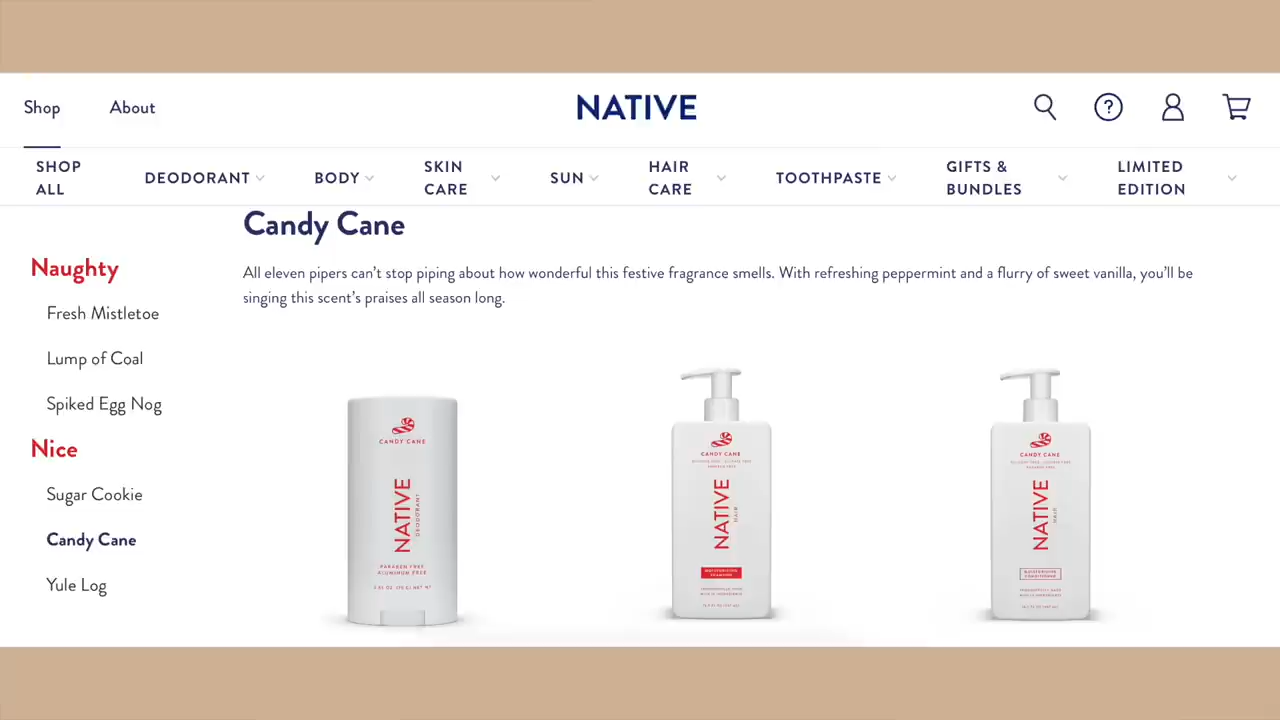 Shop
About
NATIVE
SHOP
ALL
DEODORANT
BODY
SKIN
CARE
SUN
HAIR
CARE
TOOTHPASTE
GIFTS &
BUNDLES
LIMITED
EDITION
Candy Cane
All eleven pipers can’t stop piping about how wonderful this festive fragrance smells. With refreshing peppermint and a flurry of sweet vanilla, you’ll be
singing this scent’s praises all season long.
Naughty
Fresh Mistletoe
Lump of Coal
Spiked Egg Nog
Nice
Sugar Cookie
Candy Cane
Yule Log
CANDY CANE
NATIVE
DEODORANT
PARABEN FREE
ALUMINUM FREE
CANDY CANE
NATIVE
HAIR
CANDY CANE
NATIVE
HAIR